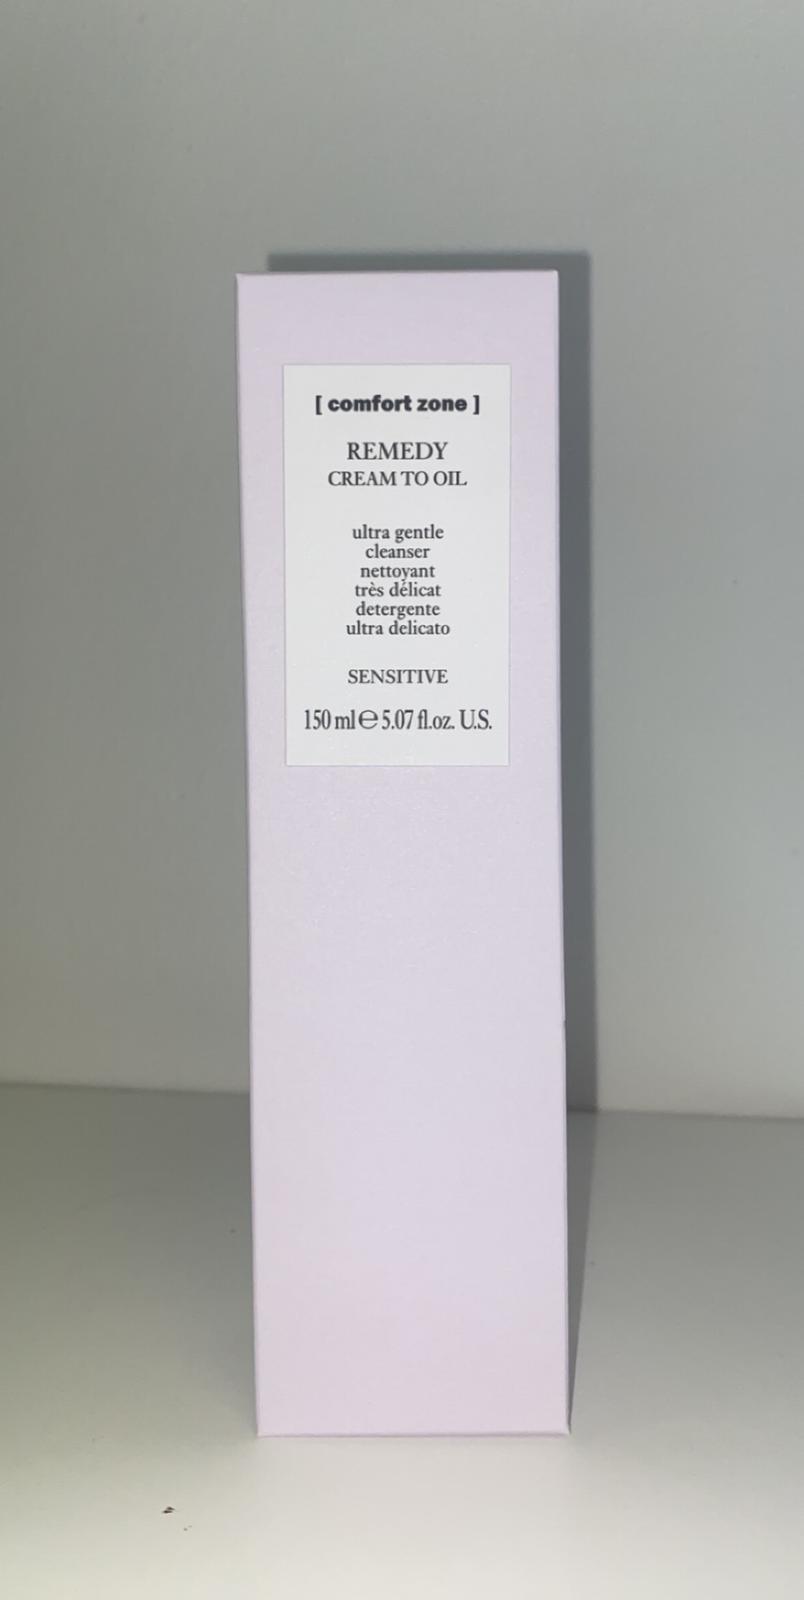 [ comfort zone ]
REMEDY
CREAM TO OIL
ultra gentle
cleanser
nettoyant
très délicat
detergente
ultra delicato
SENSITIVE
150 ml ℮ 5.07 fl.oz. U.S.